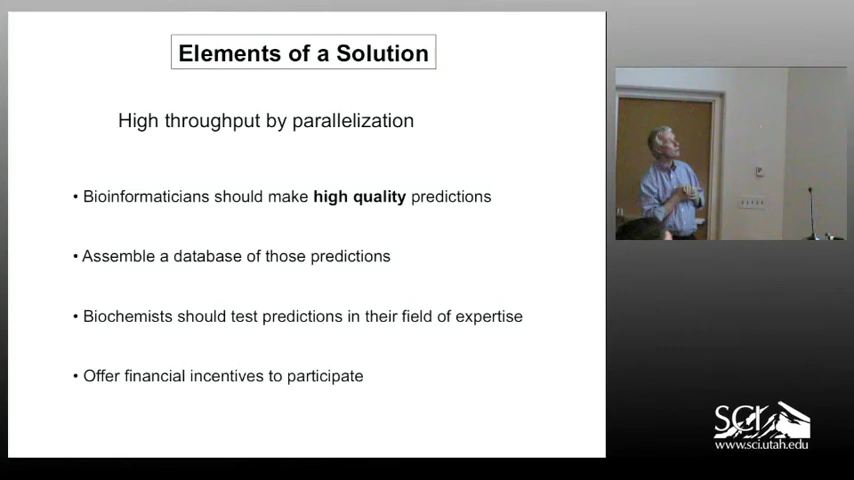 Elements of a Solution
High throughput by parallelization
• Bioinformaticians should make high quality predictions
• Assemble a database of those predictions
• Biochemists should test predictions in their field of expertise
• Offer financial incentives to participate
SCI
www.sci.utah.edu